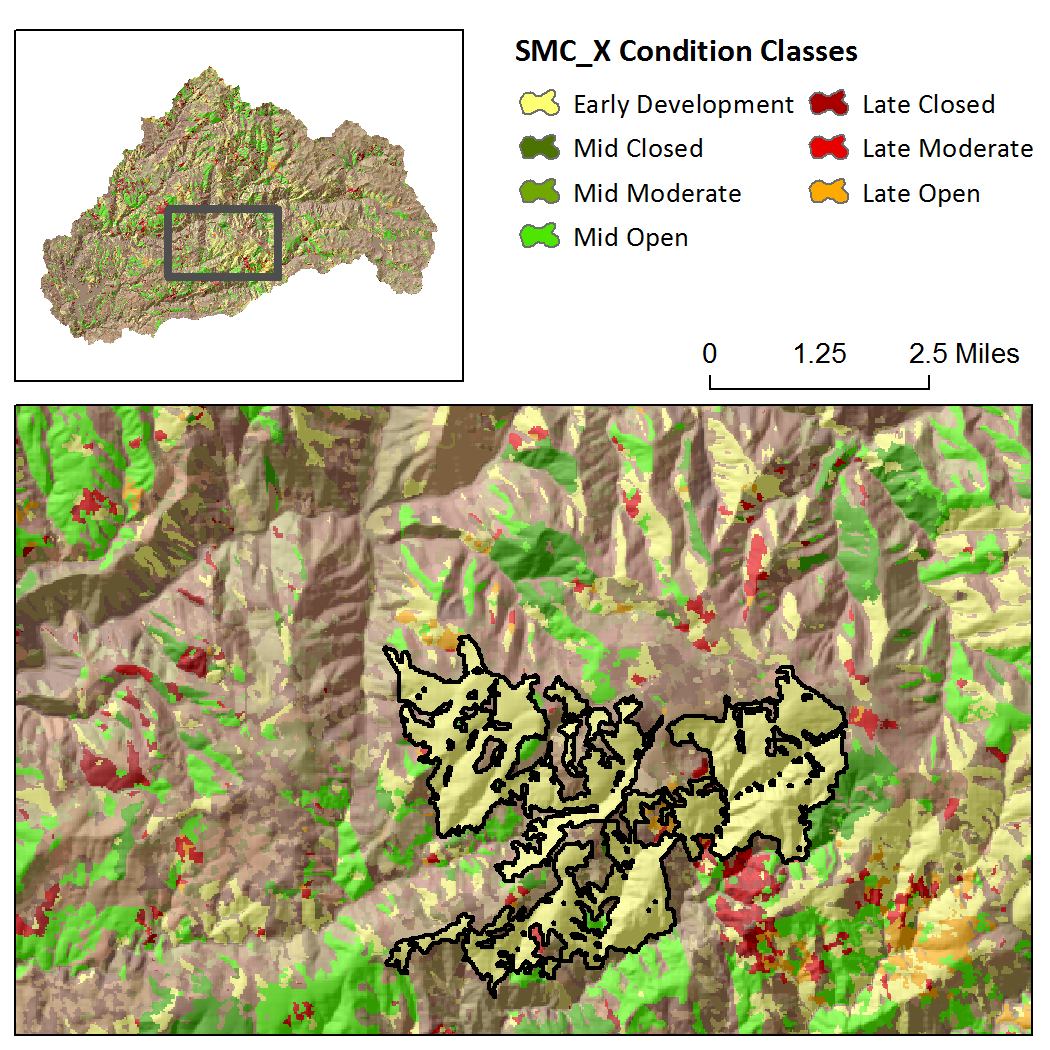 SMC_X Condition Classes
Early Development Late Closed
Mid Closed Late Moderate
Mid Moderate Late Open
Mid Open
0 1.25 2.5 Miles